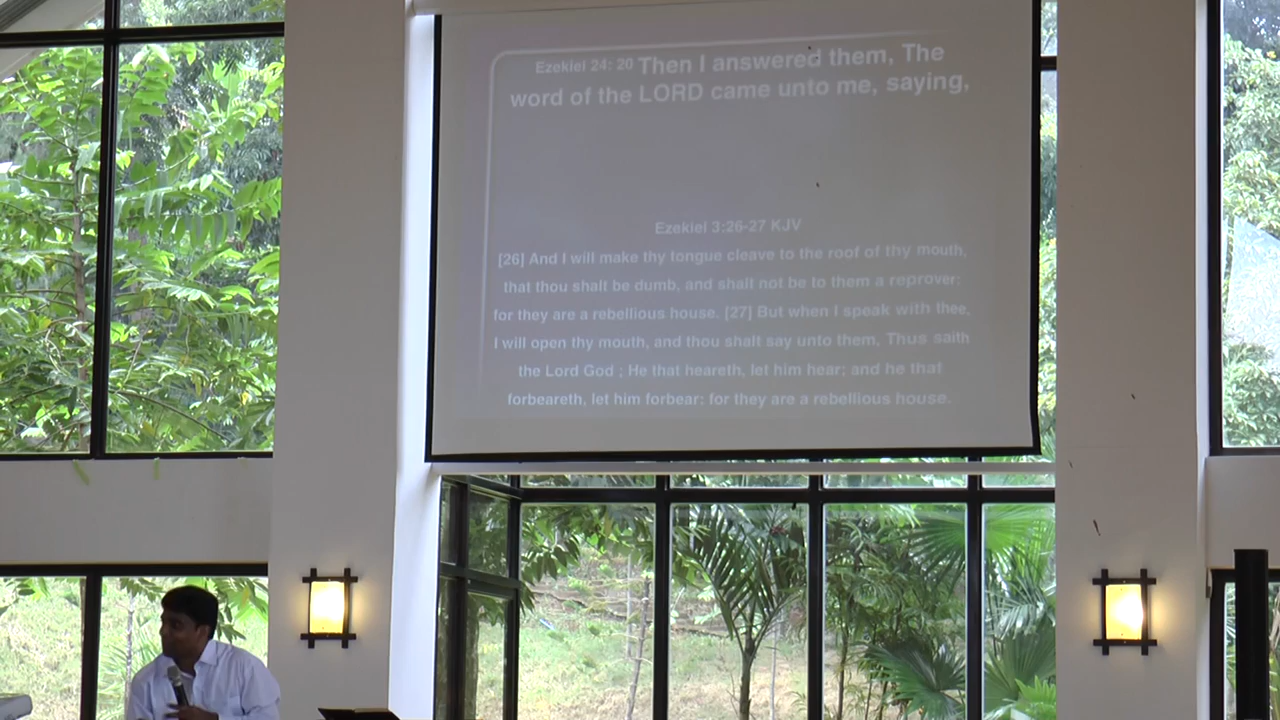 Ezekiel 24: 20 Then I answered them, The
word of the LORD came unto me, saying,
Ezekiel 3:26-27 KJV
[26] And I will make thy tongue cleave to the roof of thy mouth,
that thou shalt be dumb, and shalt not be to them a reprover:
for they are a rebellious house. [27] But when I speak with thee,
I will open thy mouth, and thou shalt say unto them, Thus saith
the Lord God ; He that heareth, let him hear; and he that
forbeareth, let him forbear: for they are a rebellious house.